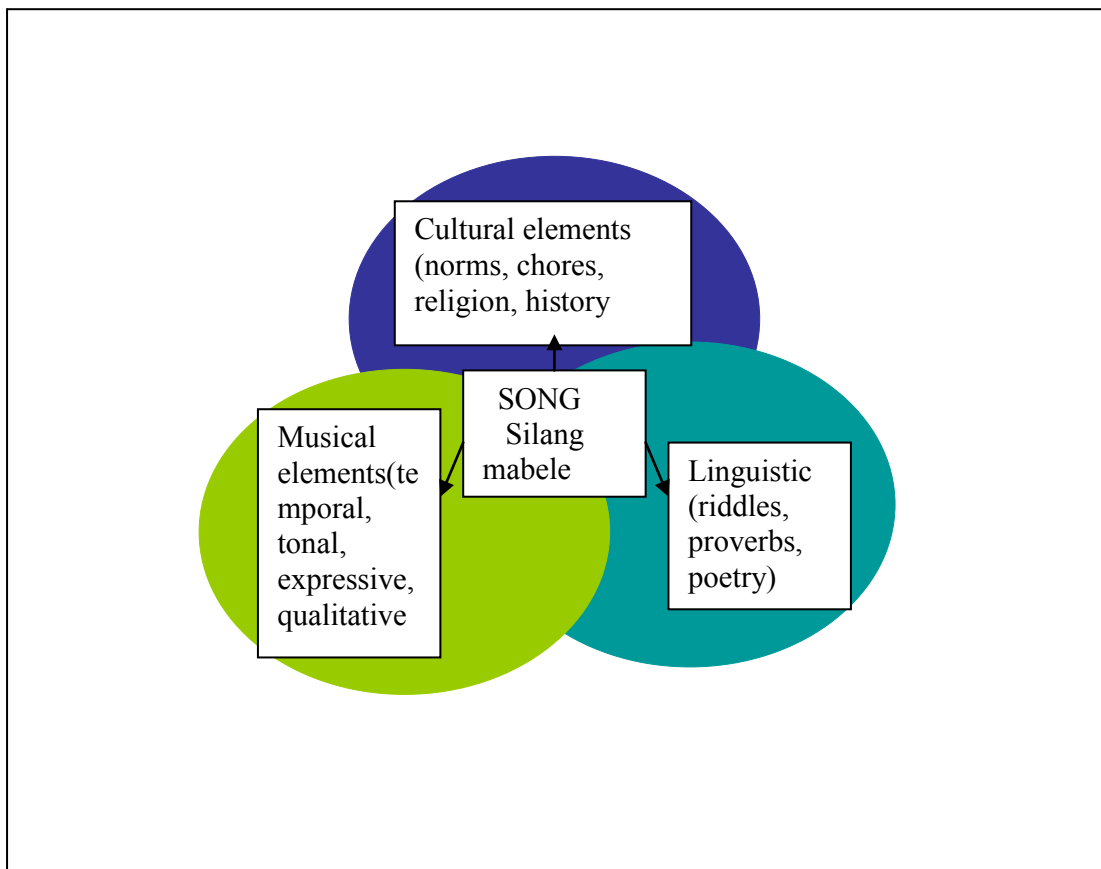 Cultural elements
(norms, chores,
religion, history
SONG
Silang
mabele
Musical
elements(te
mporal,
tonal,
expressive,
qualitative
Linguistic
(riddles,
proverbs,
poetry)